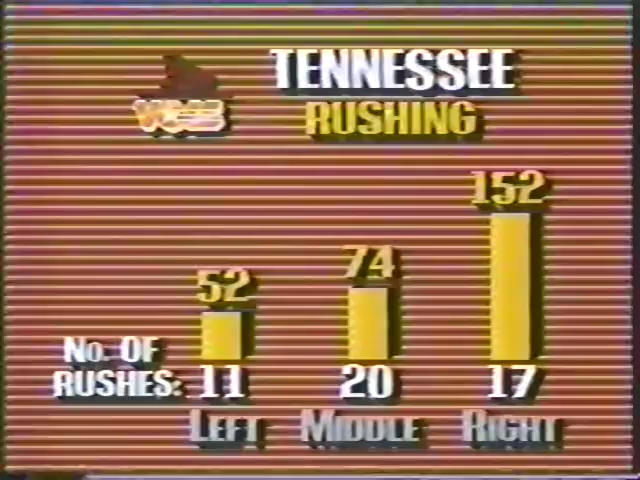 TENNESSEE
RUSHING
152
74
52
No. OF
RUSHES: 11 20 17
LEFT MIDDLE RIGHT